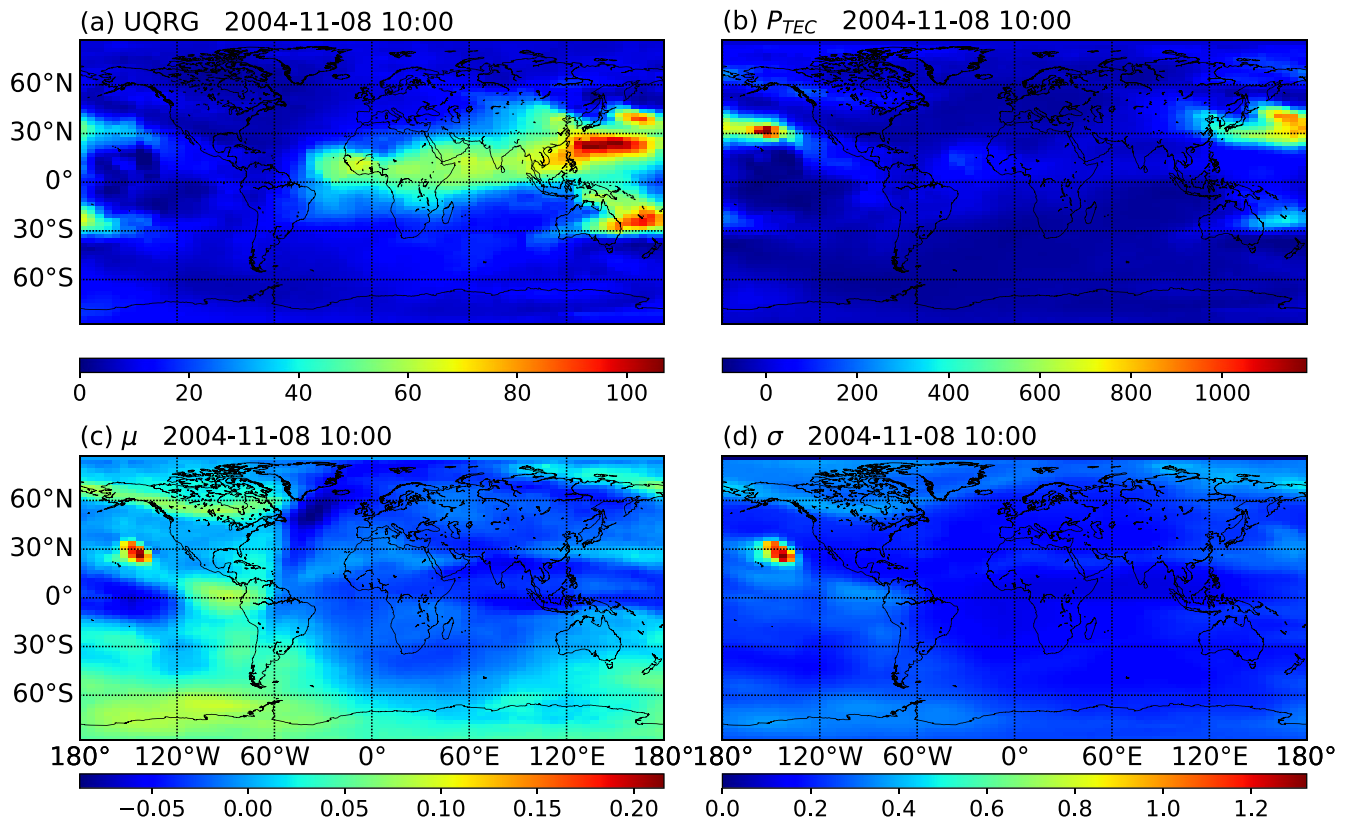 (a) UQRG 2004-11-08 10:00
(b) P_TEC 2004-11-08 10:00
60°N
30°N
0°
30°S
60°S
0 20 40 60 80 100
0 200 400 600 800 1000
(c) μ 2004-11-08 10:00
(d) σ 2004-11-08 10:00
60°N
30°N
0°
30°S
60°S
180° 120°W 60°W 0° 60°E 120°E 180°
180° 120°W 60°W 0° 60°E 120°E 180°
−0.05 0.00 0.05 0.10 0.15 0.20
0.0 0.2 0.4 0.6 0.8 1.0 1.2